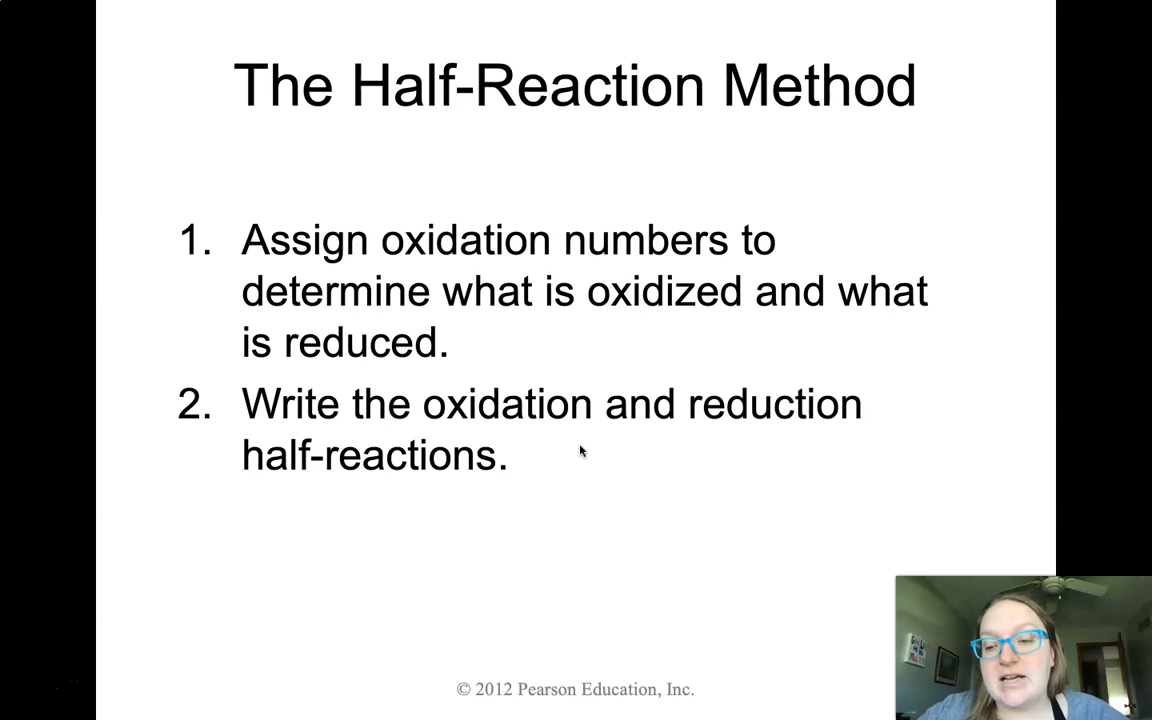 The Half-Reaction Method
1. Assign oxidation numbers to
determine what is oxidized and what
is reduced.
2. Write the oxidation and reduction
half-reactions.
© 2012 Pearson Education, Inc.